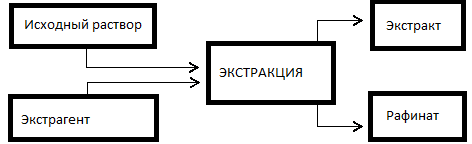 Исходный раствор
Экстрагент
ЭКСТРАКЦИЯ
Экстракт
Рафинат